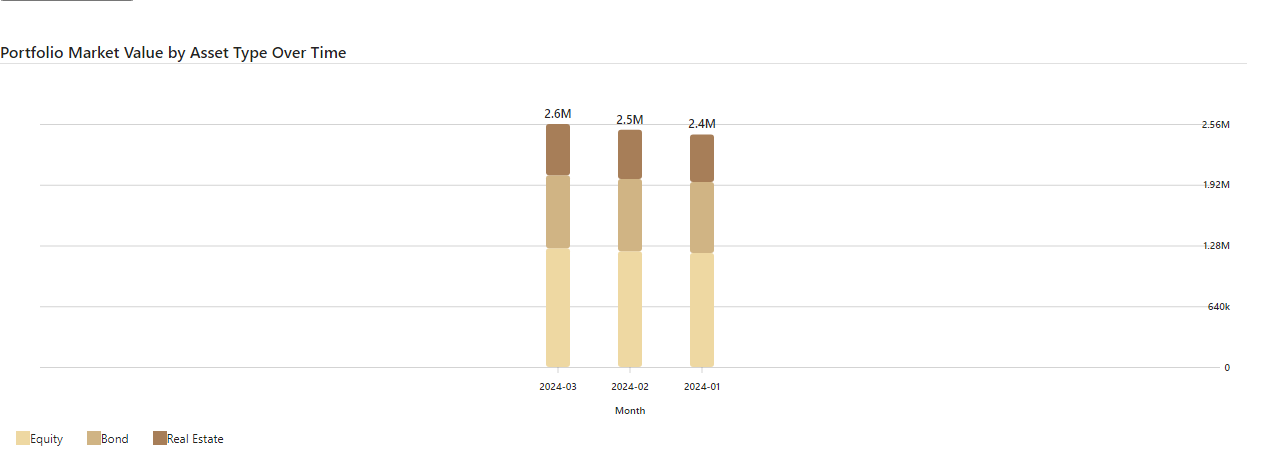 Portfolio Market Value by Asset Type Over Time
2.6M
2.5M
2.4M
2.56M
1.92M
1.28M
640k
0
2024-03 2024-02 2024-01
Month
Equity Bond Real Estate